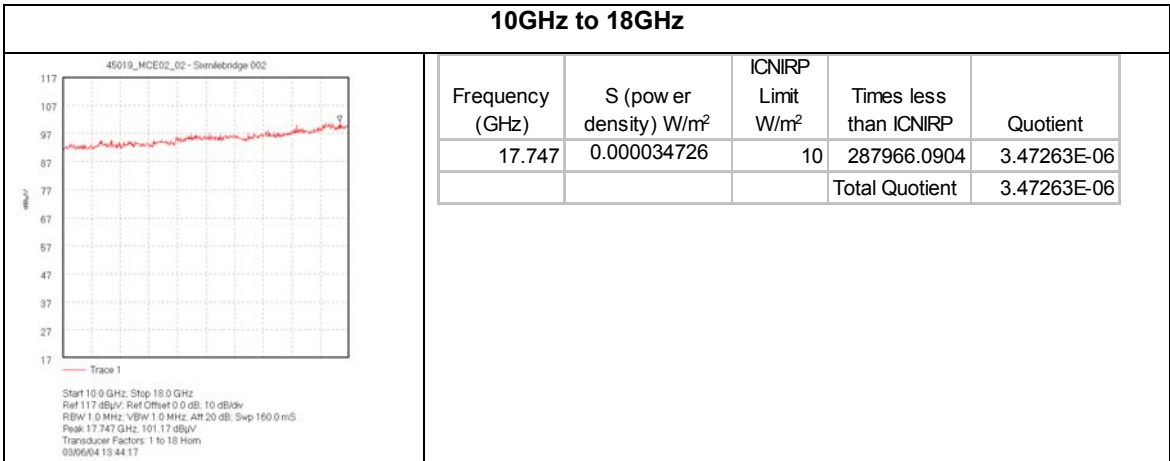 10GHz to 18GHz
45019_MCE02_02 - Sixmilebridge 002
117
107
97
87
77
67
57
47
37
27
17
dBµV
Trace 1
Start 10.0 GHz; Stop 18.0 GHz
Ref 117 dBµV; Ref Offset 0.0 dB; 10 dB/div
RBW 1.0 MHz; VBW 1.0 MHz; Att 20 dB; Swp 160.0 mS
Peak 17.747 GHz, 101.17 dBµV
Transducer Factors: 1 to 18 Horn
03/06/04 13:44:17
Frequency (GHz)
S (pow er density) W/m²
ICNIRP Limit W/m²
Times less than ICNIRP
Quotient
17.747 0.000034726 10 287966.0904 3.47263E-06
Total Quotient 3.47263E-06